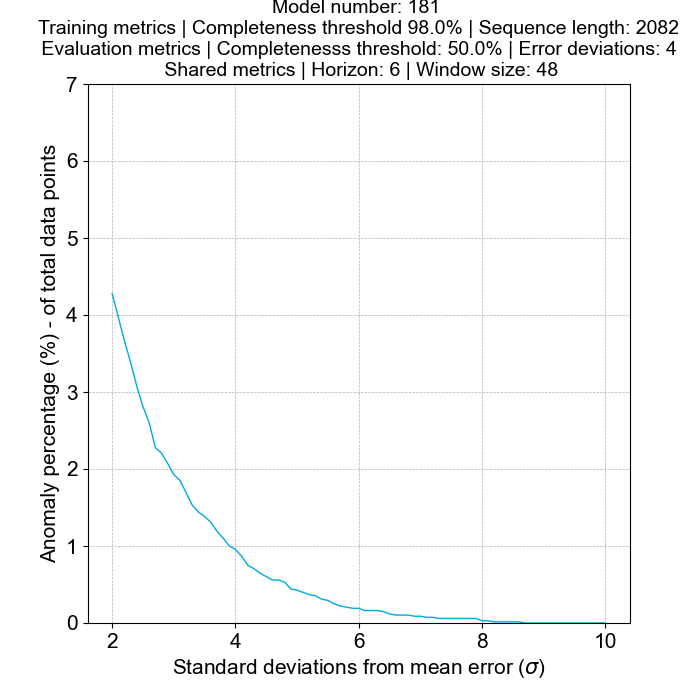 Model number: 181
Training metrics | Completeness threshold 98.0% | Sequence length: 2082
Evaluation metrics | Completenesss threshold: 50.0% | Error deviations: 4
Shared metrics | Horizon: 6 | Window size: 48
7
6
5
4
3
2
1
0
Anomaly percentage (%) - of total data points
2 4 6 8 10
Standard deviations from mean error (σ)